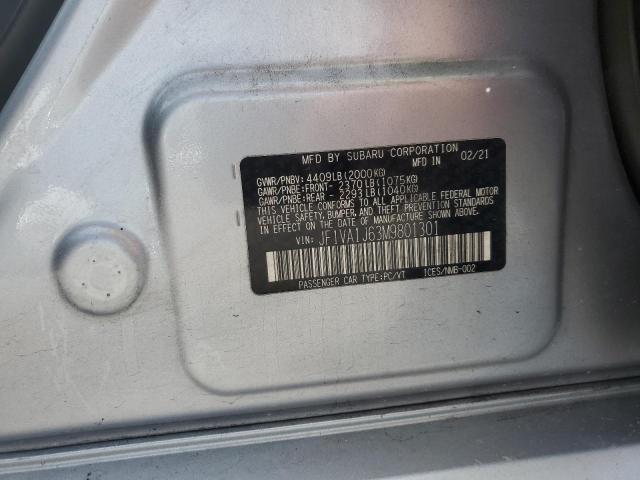 MFD BY SUBARU CORPORATION
MFD IN 02/21
GVWR/PNBV: 4409LB(2000KG)
GAWR/PNBE:FRONT- 2370LB(1075KG)
GAWR/PNBE:REAR - 2293LB(1040KG)
THIS VEHICLE CONFORMS TO ALL APPLICABLE FEDERAL MOTOR
VEHICLE SAFETY, BUMPER, AND THEFT PREVENTION
STANDARDS IN EFFECT ON THE DATE OF MANUFACTURE SHOWN ABOVE.
VIN: JF1VA1J63M9801301
PASSENGER CAR TYPE:PC/VT ICES/NMB-002